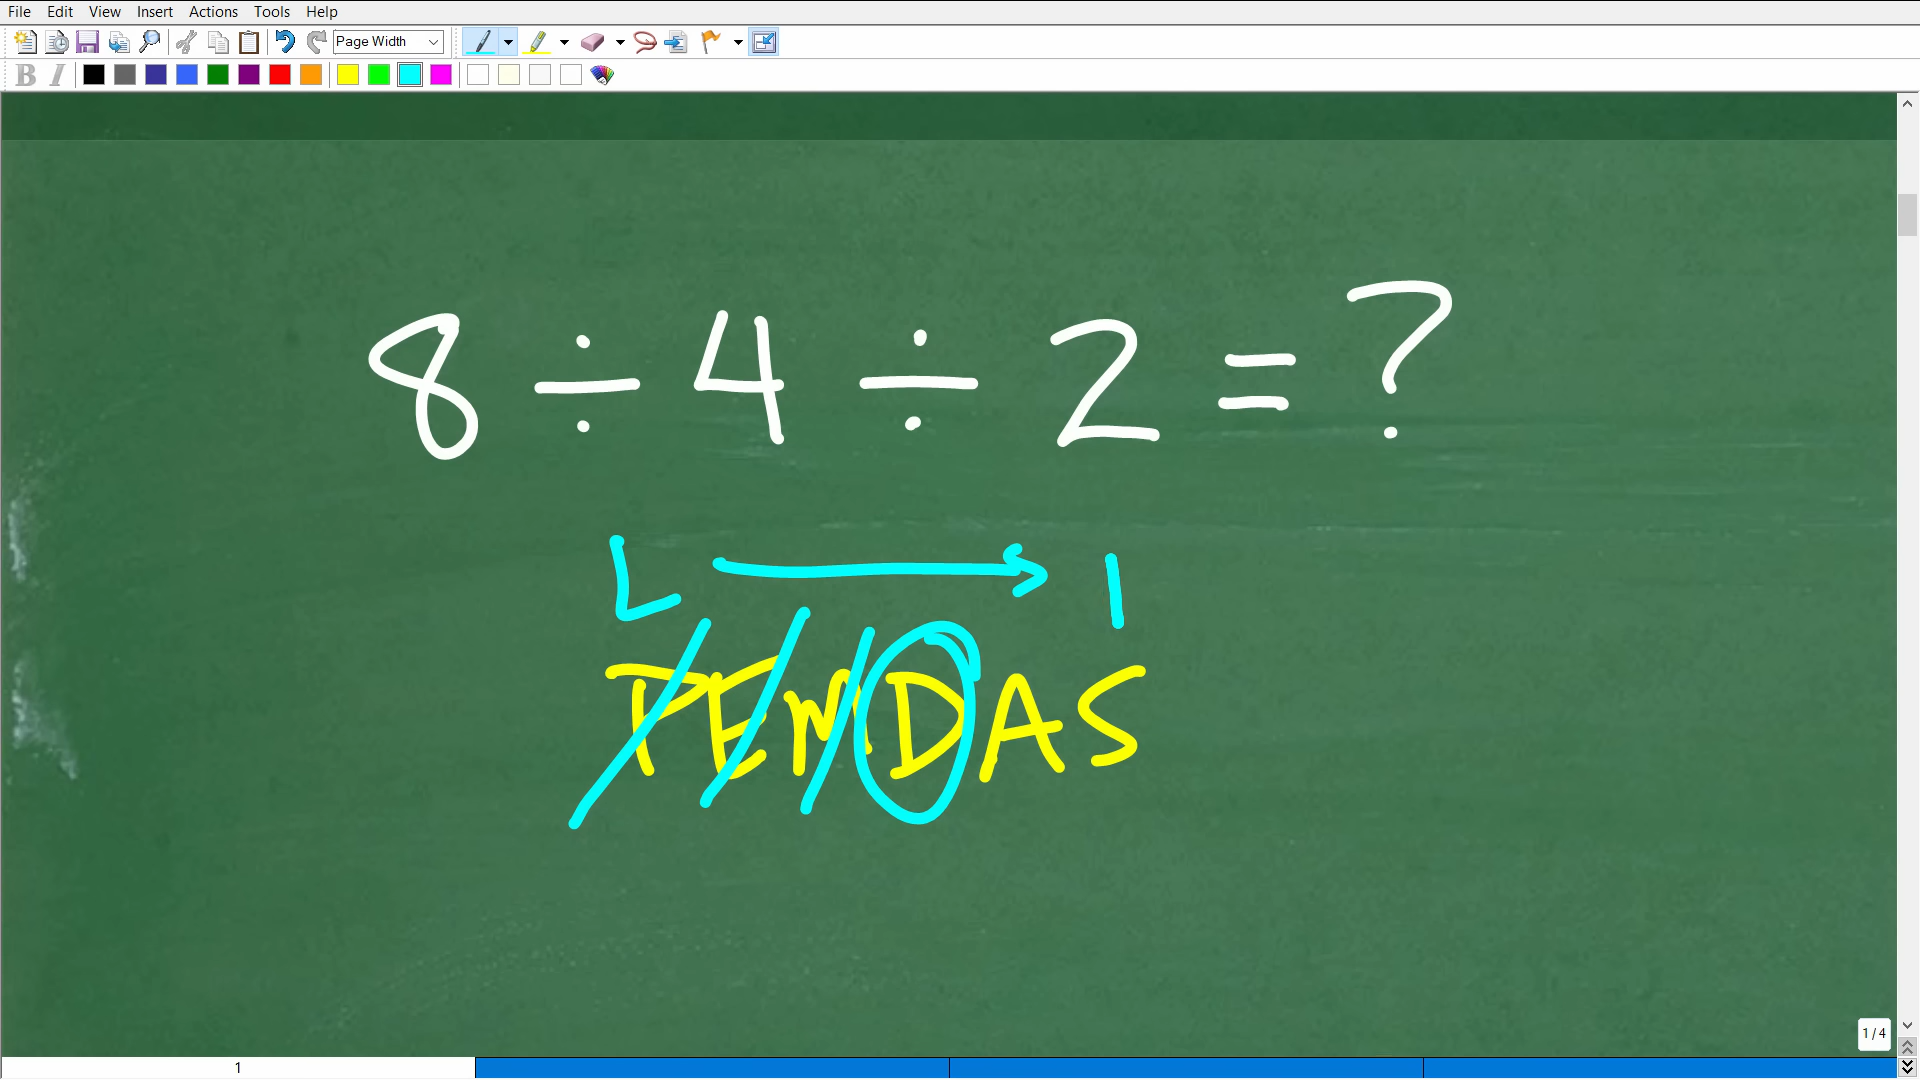 File Edit View Insert Actions Tools Help
Page Width
B I
8 ÷ 4 ÷ 2 = ?
L → I
PEMDAS
1 / 4
1